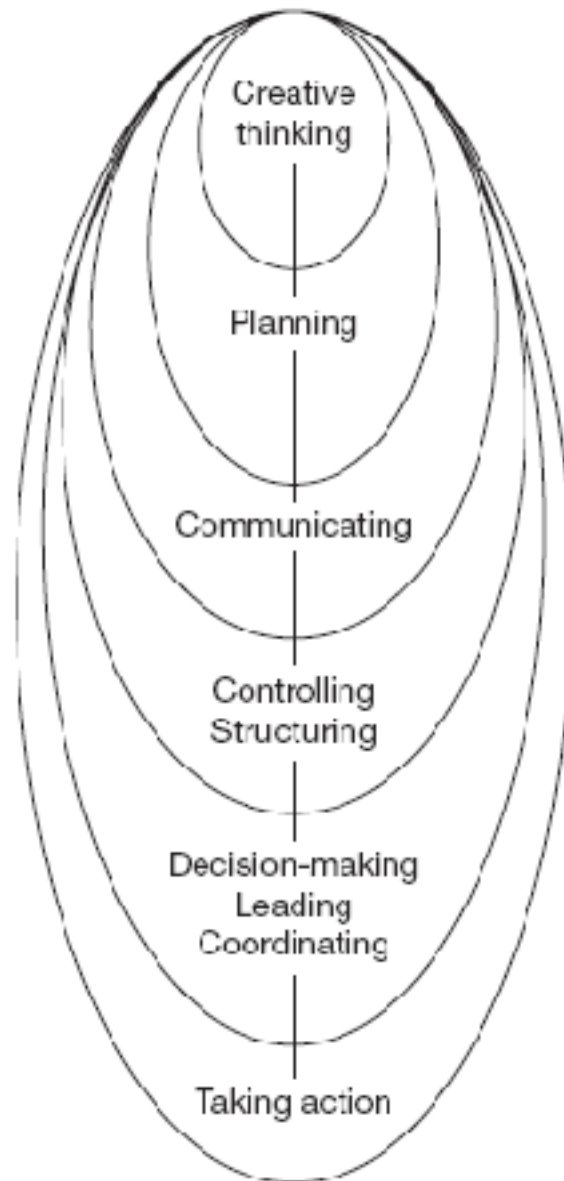 Creative
thinking
Planning
Communicating
Controlling
Structuring
Decision-making
Leading
Coordinating
Taking action